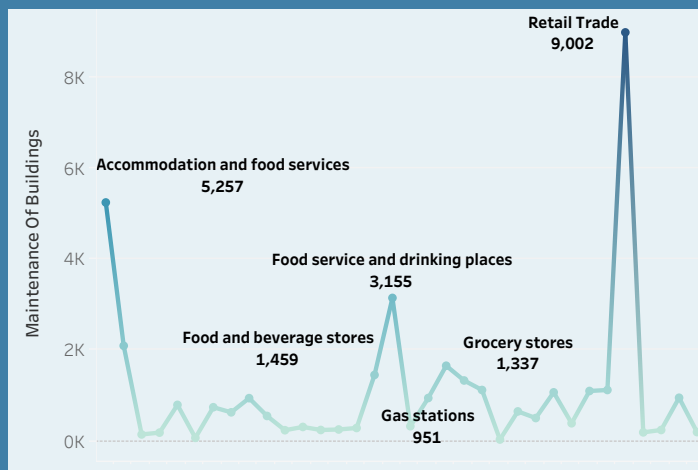 Retail Trade
9,002
8K
Accommodation and food services
6K
5,257
Maintenance Of Buildings
4K
Food service and drinking places
3,155
2K
Food and beverage stores
1,459
Grocery stores
1,337
Gas stations
951
0K